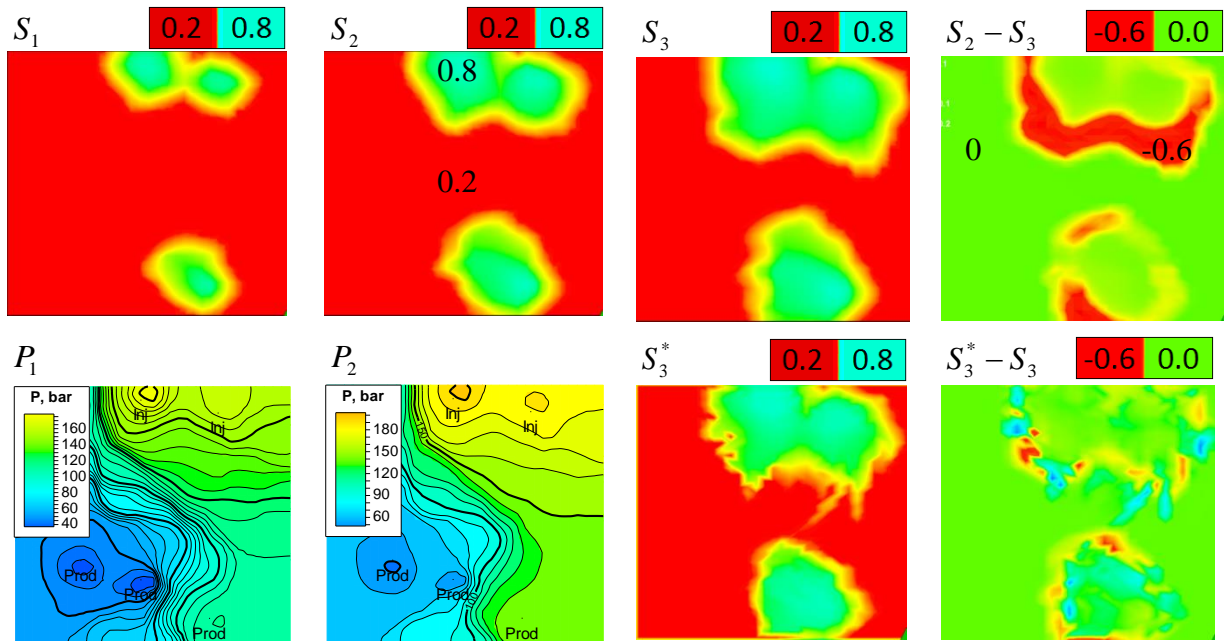 S₁ 0.2 0.8
S₂ 0.2 0.8
0.8
0.2
S₃ 0.2 0.8
S₂ − S₃ -0.6 0.0
0
-0.6
P₁
P, bar
160
140
120
100
80
60
40
Inj
Inj
Prod
Prod
Prod
P₂
P, bar
180
150
120
90
60
Inj
Inj
Prod
Prod
Prod
S₃* 0.2 0.8
S₃* − S₃ -0.6 0.0